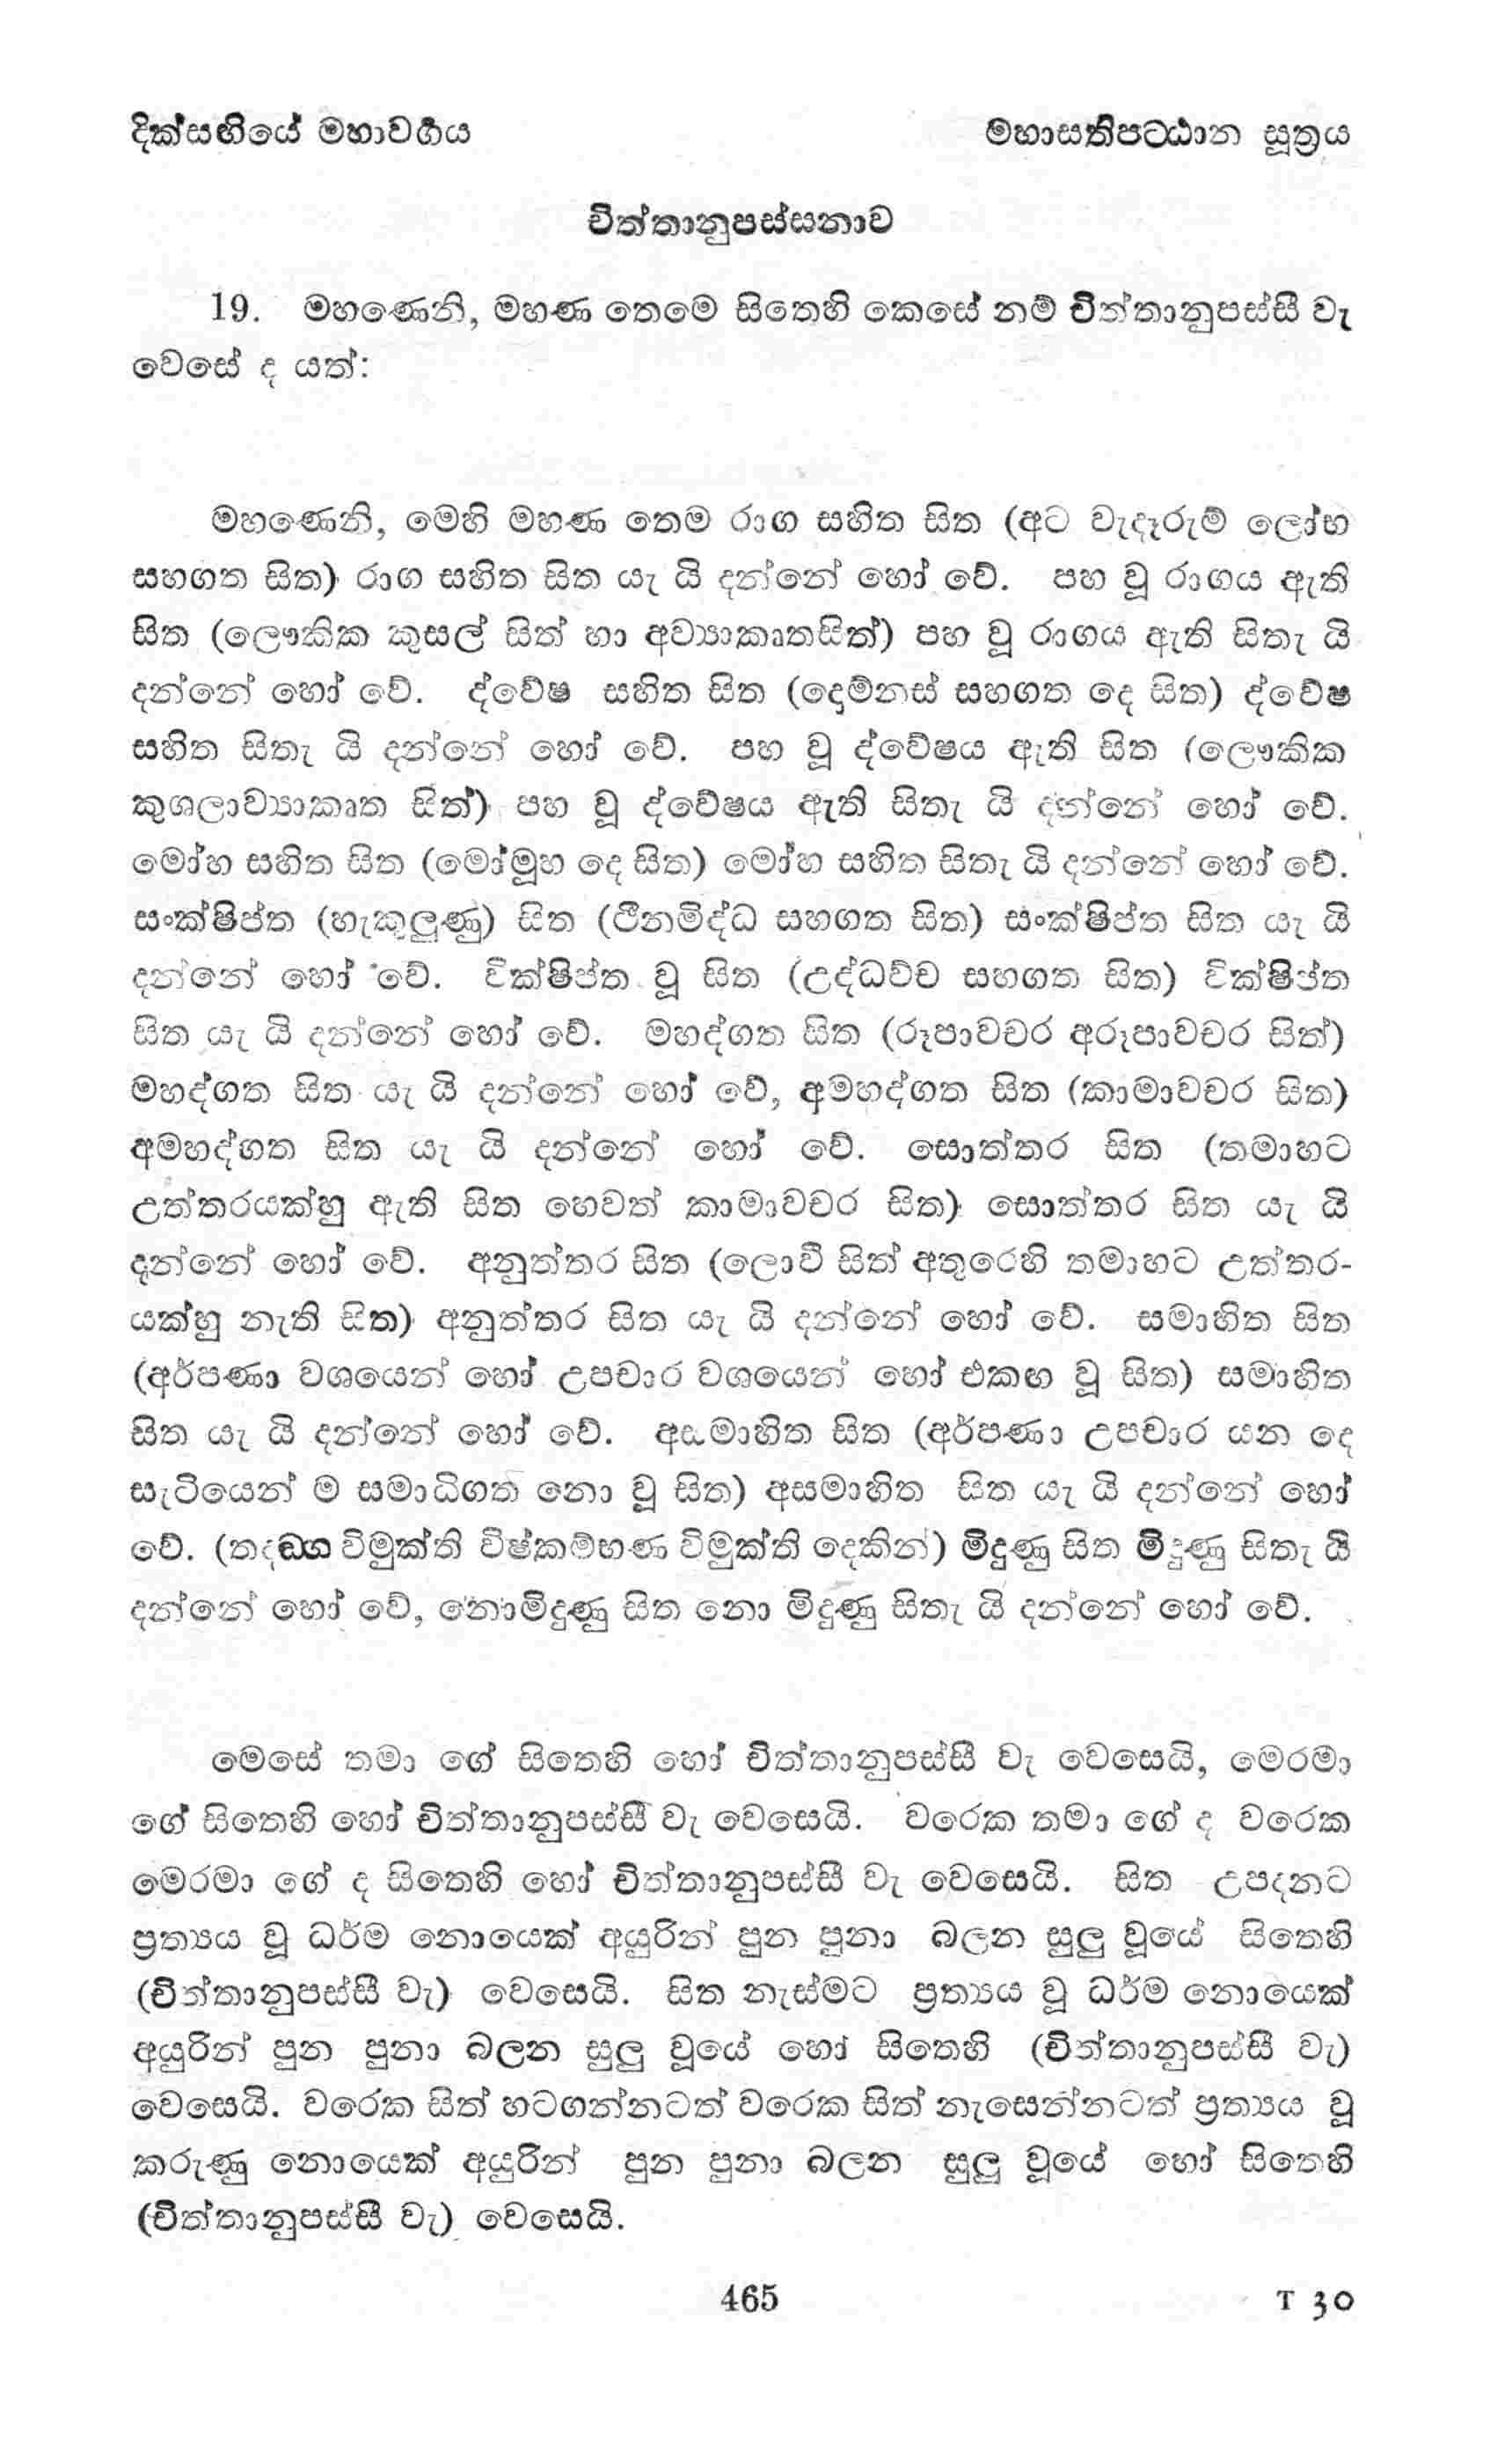 දික්සඟියේ මහාවර්‍ගය
මහාසතිපට්ඨාන සූත්‍රය
චිත්තානුපස්සනාව
19. මහණෙනි, මහණ තෙමෙ සිතෙහි කෙසේ නම් චිත්තානුපස්සී වැ
වෙසේ ද යත්:
මහණෙනි, මෙහි මහණ තෙම රාග සහිත සිත (අට වැදෑරුම් ලෝභ
සහගත සිත) රාග සහිත සිත යැ යි දන්නේ හෝ වේ. පහ වූ රාගය ඇති
සිත (ලෞකික කුසල් සිත් හා අව්‍යාකෘතසිත්) පහ වූ රාගය ඇති සිතැ යි
දන්නේ හෝ වේ. ද්වේෂ සහිත සිත (දොම්නස් සහගත දෙ සිත) ද්වේෂ
සහිත සිතැ යි දන්නේ හෝ වේ. පහ වූ ද්වේෂය ඇති සිත (ලෞකික
කුශලාව්‍යාකෘත සිත්) පහ වූ ද්වේෂය ඇති සිතැ යි දන්නේ හෝ වේ.
මෝහ සහිත සිත (මෝමූහ දෙ සිත) මෝහ සහිත සිතැ යි දන්නේ හෝ වේ.
සංක්ෂිප්ත (හැකුලුණු) සිත (ථීනමිද්ධ සහගත සිත) සංක්ෂිප්ත සිත යැ යි
දන්නේ හෝ වේ. වික්ෂිප්ත වූ සිත (උද්ධච්ච සහගත සිත) වික්ෂිප්ත
සිත යැ යි දන්නේ හෝ වේ. මහද්ගත සිත (රූපාවචර අරූපාවචර සිත්)
මහද්ගත සිත යැ යි දන්නේ හෝ වේ, අමහද්ගත සිත (කාමාවචර සිත)
අමහද්ගත සිත යැ යි දන්නේ හෝ වේ. සොත්තර සිත (තමාහට
උත්තරයක්හු ඇති සිත හෙවත් කාමාවචර සිත) සොත්තර සිත යැ යි
දන්නේ හෝ වේ. අනුත්තර සිත (ලොවී සිත් අතුරෙහි තමාහට උත්තර-
යක්හු නැති සිත) අනුත්තර සිත යැ යි දන්නේ හෝ වේ. සමාහිත සිත
(අර්පණා වශයෙන් හෝ උපචාර වශයෙන් හෝ එකඟ වූ සිත) සමාහිත
සිත යැ යි දන්නේ හෝ වේ. අසමාහිත සිත (අර්පණා උපචාර යන දෙ
සැටියෙන් ම සමාධිගත නො වූ සිත) අසමාහිත සිත යැ යි දන්නේ හෝ
වේ. (තදඞ්ග විමුක්ති විෂ්කම්භණ විමුක්ති දෙකින්) මිදුණු සිත මිදුණු සිතැ යි
දන්නේ හෝ වේ, නොමිදුණු සිත නො මිදුණු සිතැ යි දන්නේ හෝ වේ.
මෙසේ තමා ගේ සිතෙහි හෝ චිත්තානුපස්සී වැ වෙසෙයි, මෙරමා
ගේ සිතෙහි හෝ චිත්තානුපස්සී වැ වෙසෙයි. වරෙක තමා ගේ ද වරෙක
මෙරමා ගේ ද සිතෙහි හෝ චිත්තානුපස්සී වැ වෙසෙයි. සිත උපදනට
ප්‍රත්‍යය වූ ධර්ම නොයෙක් අයුරින් පුන පුනා බලන සුලු වූයේ සිතෙහි
(චිත්තානුපස්සී වැ) වෙසෙයි. සිත නැස්මට ප්‍රත්‍යය වූ ධර්ම නොයෙක්
අයුරින් පුන පුනා බලන සුලු වූයේ හෝ සිතෙහි (චිත්තානුපස්සී වැ)
වෙසෙයි. වරෙක සිත් හටගන්නටත් වරෙක සිත් නැසෙන්නටත් ප්‍රත්‍යය වූ
කරුණු නොයෙක් අයුරින් පුන පුනා බලන සුලු වූයේ හෝ සිතෙහි
(චිත්තානුපස්සී වැ) වෙසෙයි.
465
T 30